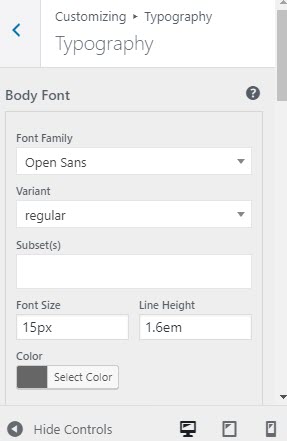 Customizing ▸ Typography
Typography
Body Font
Font Family
Open Sans
Variant
regular
Subset(s)
Font Size Line Height
15px 1.6em
Color
Select Color
Hide Controls